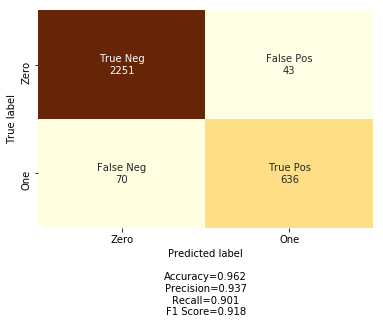 True Neg
2251
False Pos
43
Zero
True label
False Neg
70
True Pos
636
One
Zero
One
Predicted label
Accuracy=0.962
Precision=0.937
Recall=0.901
F1 Score=0.918